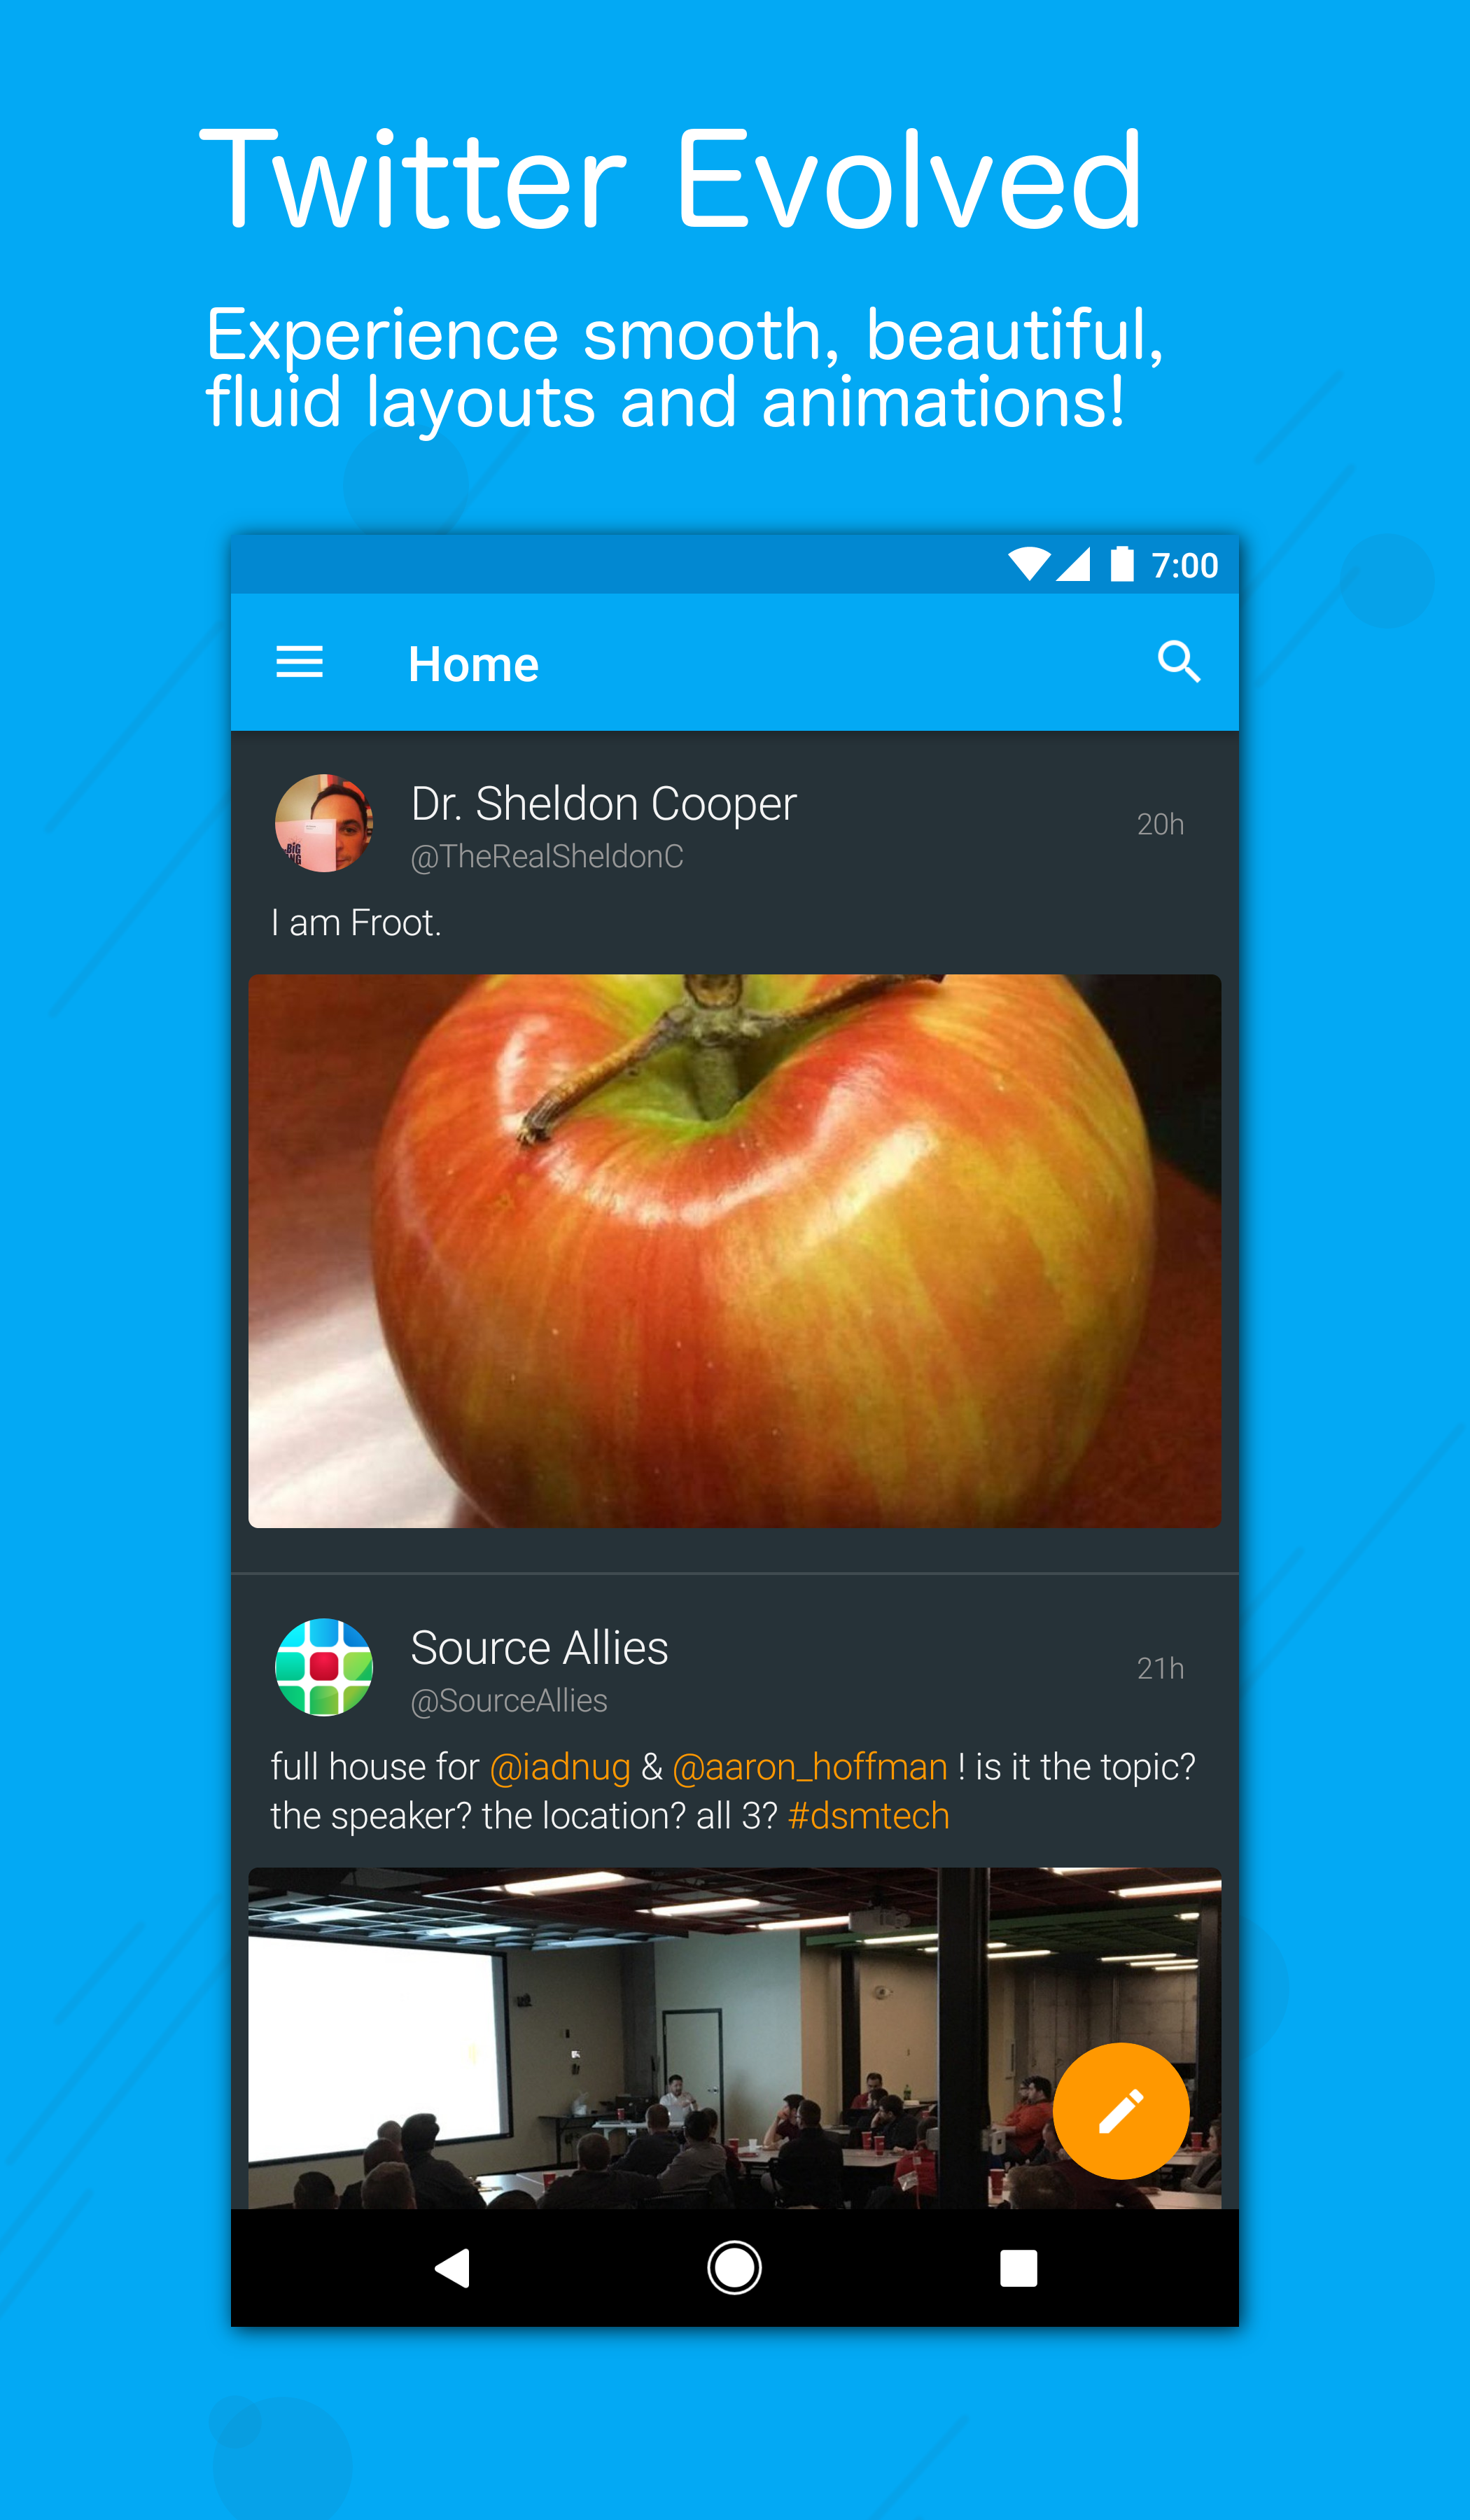 Twitter Evolved
Experience smooth, beautiful,
fluid layouts and animations!
7:00
Home
Dr. Sheldon Cooper
20h
@TheRealSheldonC
I am Froot.
Source Allies
21h
@SourceAllies
full house for @iadnug & @aaron_hoffman ! is it the topic?
the speaker? the location? all 3? #dsmtech